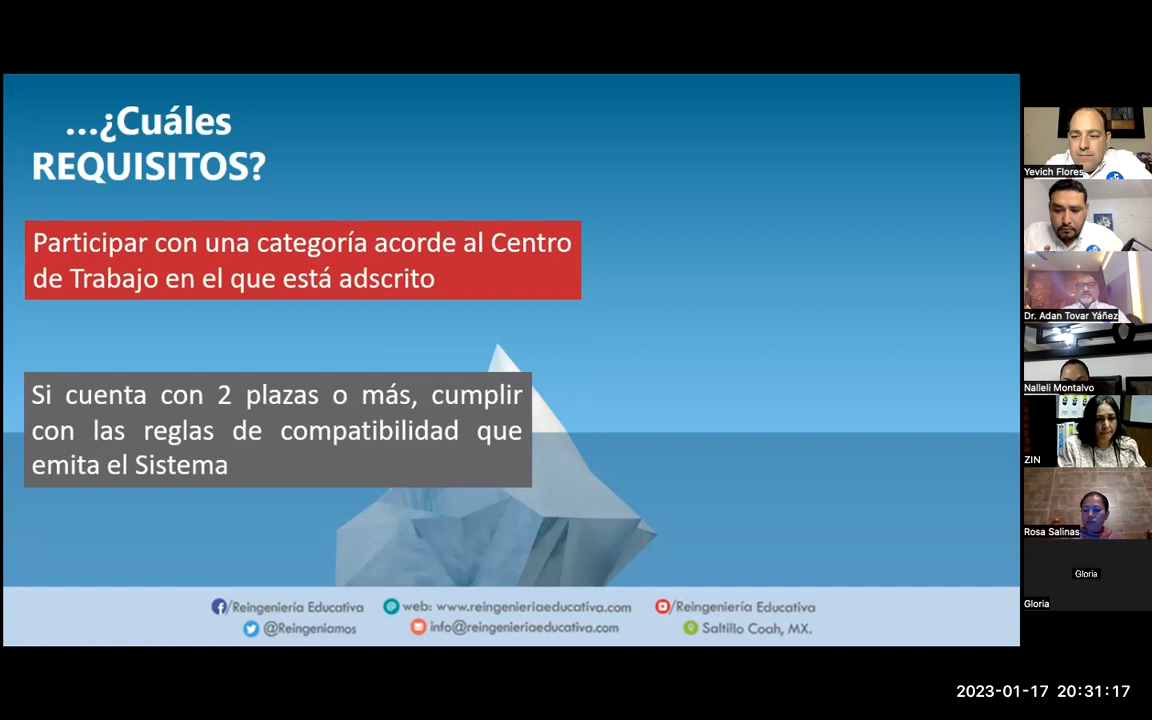 ...¿Cuáles
REQUISITOS?
Participar con una categoría acorde al Centro
de Trabajo en el que está adscrito
Si cuenta con 2 plazas o más, cumplir
con las reglas de compatibilidad que
emita el Sistema
/Reingeniería Educativa
web: www.reingenieriaeducativa.com
/Reingeniería Educativa
@Reingeniamos
info@reingenieriaeducativa.com
Saltillo Coah, MX.
Yevich Flores
Dr. Adan Tovar Yáñez
Nalleli Montalvo
ZIN
Rosa Salinas
Gloria
Gloria
2023-01-17 20:31:17